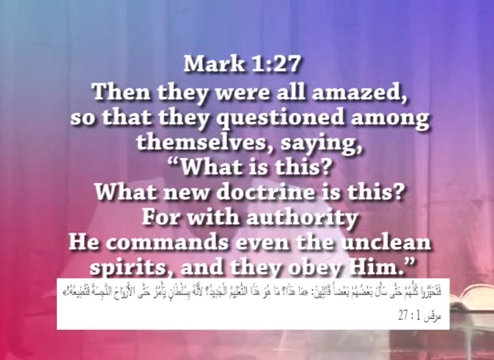 Mark 1:27
Then they were all amazed,
so that they questioned among
themselves, saying,
“What is this?
What new doctrine is this?
For with authority
He commands even the unclean
spirits, and they obey Him.”
فَتَحَيَّرُوا كُلُّهُمْ حَتَّى سَأَلَ بَعْضُهُمْ بَعْضاً قَائِلِينَ: «مَا هَذَا؟ مَا هُوَ هَذَا التَّعْلِيمُ الْجَدِيدُ؟ لأَنَّهُ بِسُلْطَانٍ يَأْمُرُ حَتَّى الأَرْوَاحَ النَّجِسَةَ فَتُطِيعُهُ!»
مرقس 1 : 27